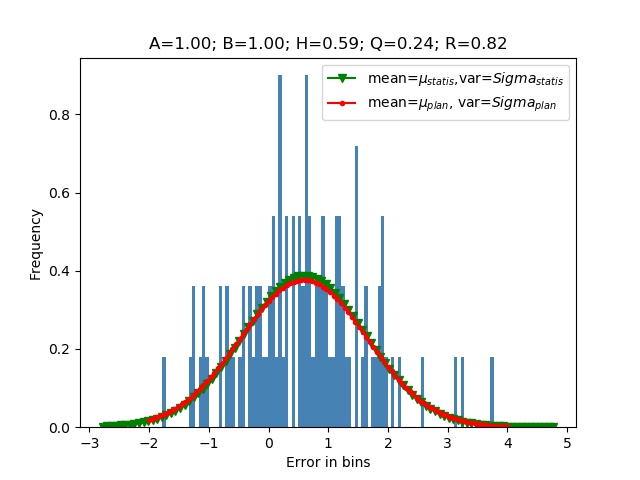 A=1.00; B=1.00; H=0.59; Q=0.24; R=0.82
mean=μstatis,var=Sigmastatis
mean=μplan, var=Sigmaplan
Frequency
0.8
0.6
0.4
0.2
0.0
−3 −2 −1 0 1 2 3 4 5
Error in bins